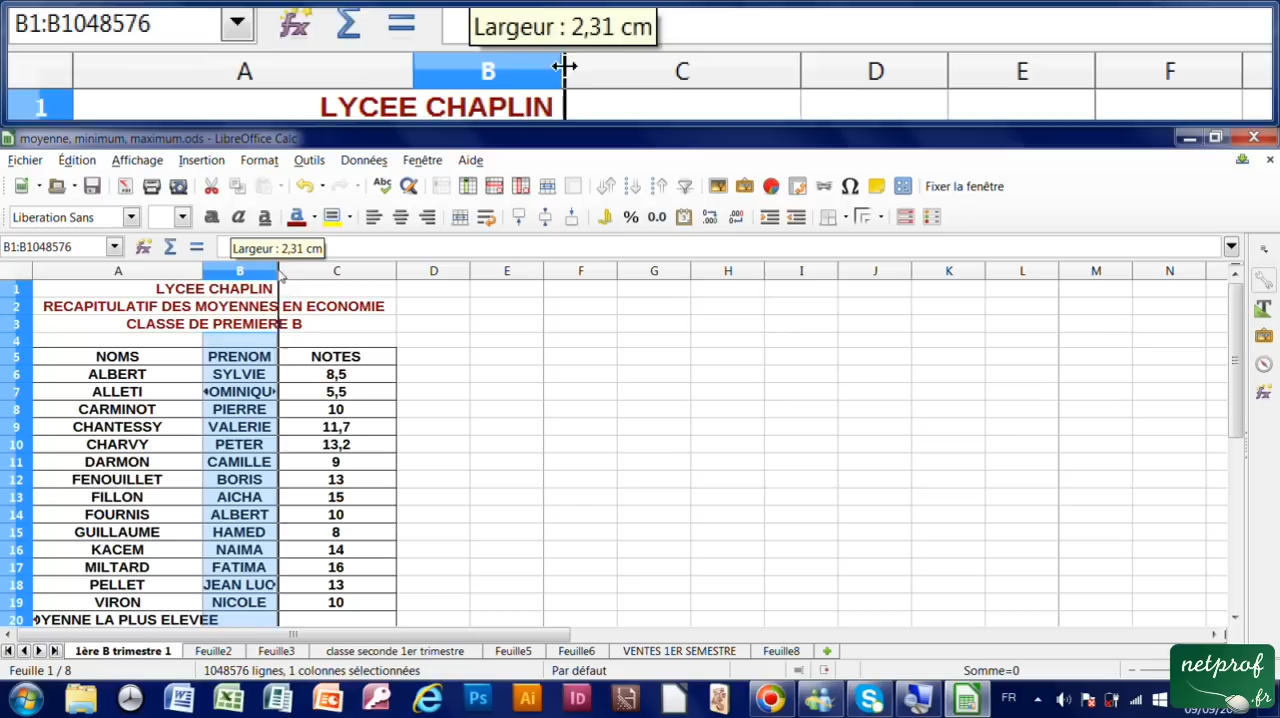 B1:B1048576 Largeur : 2,31 cm
A B C D E F
1 LYCEE CHAPLIN
moyenne, minimum, maximum.ods - LibreOffice Calc
Fichier Édition Affichage Insertion Format Outils Données Fenêtre Aide
Fixer la fenêtre
Liberation Sans
B1:B1048576 Largeur : 2,31 cm
A B C D E F G H I J K L M N
1 LYCEE CHAPLIN
2 RECAPITULATIF DES MOYENNES EN ECONOMIE
3 CLASSE DE PREMIERE B
4
5 NOMS PRENOM NOTES
6 ALBERT SYLVIE 8,5
7 ALLETI OMINIQU 5,5
8 CARMINOT PIERRE 10
9 CHANTESSY VALERIE 11,7
10 CHARVY PETER 13,2
11 DARMON CAMILLE 9
12 FENOUILLET BORIS 13
13 FILLON AICHA 15
14 FOURNIS ALBERT 10
15 GUILLAUME HAMED 8
16 KACEM NAIMA 14
17 MILTARD FATIMA 16
18 PELLET JEAN LUC 13
19 VIRON NICOLE 10
20 OYENNE LA PLUS ELEVEE
1ère B trimestre 1 Feuille2 Feuille3 classe seconde 1er trimestre Feuille5 Feuille6 VENTES 1ER SEMESTRE Feuille8
Feuille 1 / 8 1048576 lignes, 1 colonnes sélectionnées Par défaut Somme=0
FR
netprof.fr